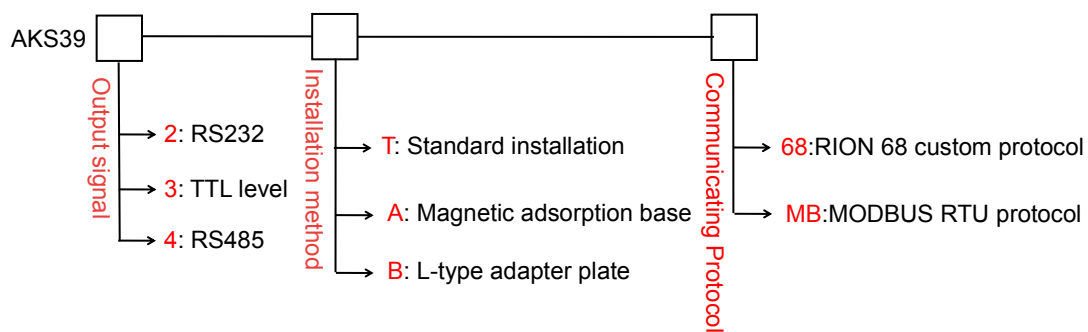 AKS39
Output signal
2: RS232
3: TTL level
4: RS485
Installation method
T: Standard installation
A: Magnetic adsorption base
B: L-type adapter plate
Communicating Protocol
68:RION 68 custom protocol
MB:MODBUS RTU protocol